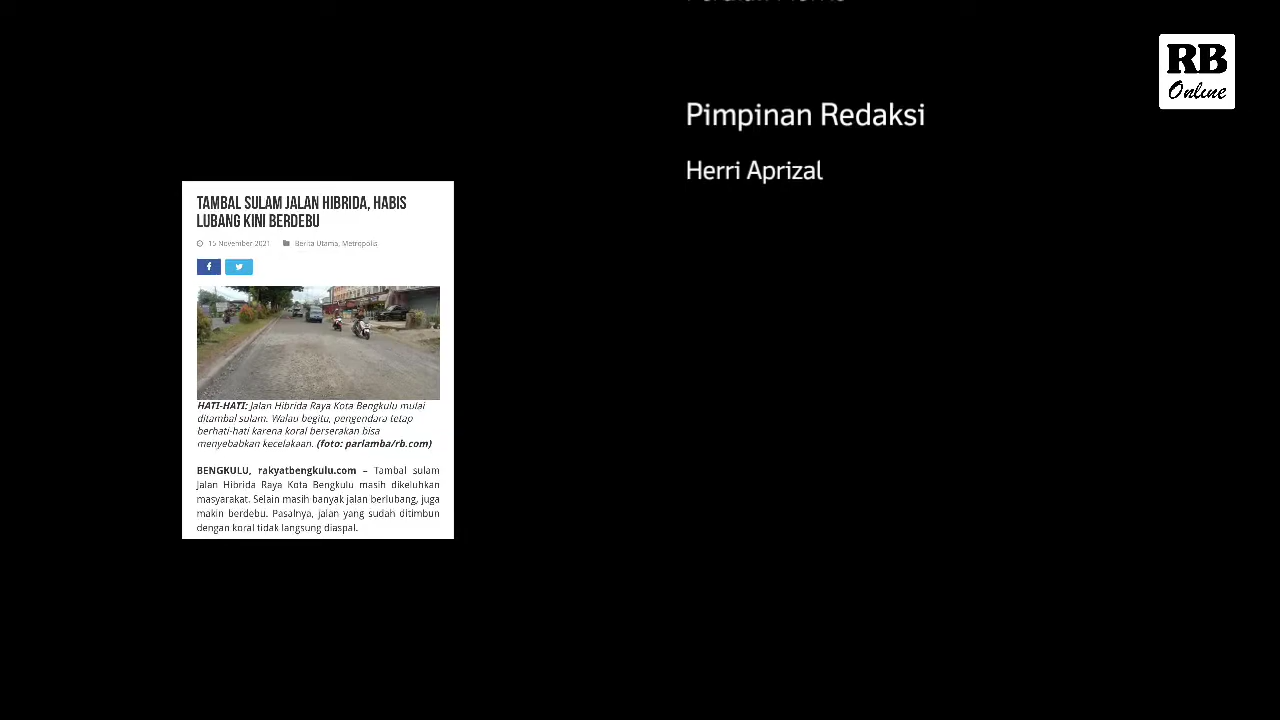 RB
Online
Pimpinan Redaksi
Herri Aprizal
TAMBAL SULAM JALAN HIBRIDA, HABIS
LUBANG KINI BERDEBU
15 November 2021 Berita Utama, Metropolis
HATI-HATI: Jalan Hibrida Raya Kota Bengkulu mulai
ditambal sulam. Walau begitu, pengendara tetap
berhati-hati karena koral berserakan bisa
menyebabkan kecelakaan. (foto: parlamba/rb.com)
BENGKULU, rakyatbengkulu.com – Tambal sulam
Jalan Hibrida Raya Kota Bengkulu masih dikeluhkan
masyarakat. Selain masih banyak jalan berlubang, juga
makin berdebu. Pasalnya, jalan yang sudah ditimbun
dengan koral tidak langsung diaspal.